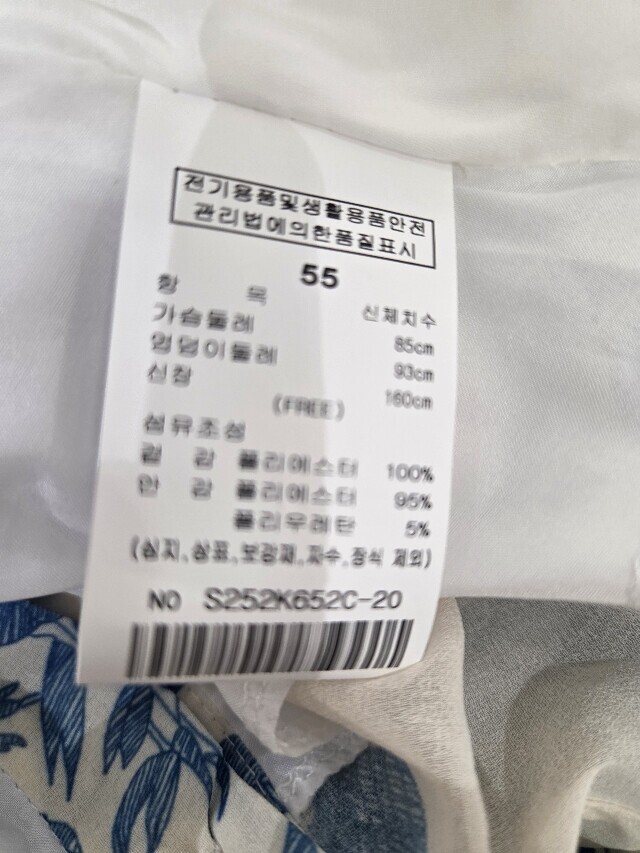 전기용품및생활용품안전
관리법에의한품질표시
55
항 목 신체치수
가슴둘레 85cm
엉덩이둘레 93cm
신장 160cm
(FREE)
섬유조성
겉 감 폴리에스터 100%
안 감 폴리에스터 95%
폴리우레탄 5%
(심지,상표,보강재,자수,장식 제외)
NO S252K652C-20